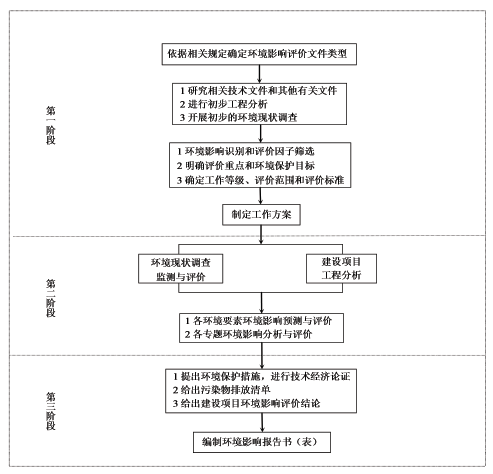 依据相关规定确定环境影响评价文件类型
1 研究相关技术文件和其他有关文件
2 进行初步工程分析
3 开展初步的环境现状调查
第一阶段
1 环境影响识别和评价因子筛选
2 明确评价重点和环境保护目标
3 确定工作等级、评价范围和评价标准
制定工作方案
环境现状调查
监测与评价
建设项目
工程分析
第二阶段
1 各环境要素环境影响预测与评价
2 各专题环境影响分析与评价
1 提出环境保护措施，进行技术经济论证
2 给出污染物排放清单
3 给出建设项目环境影响评价结论
第三阶段
编制环境影响报告书（表）